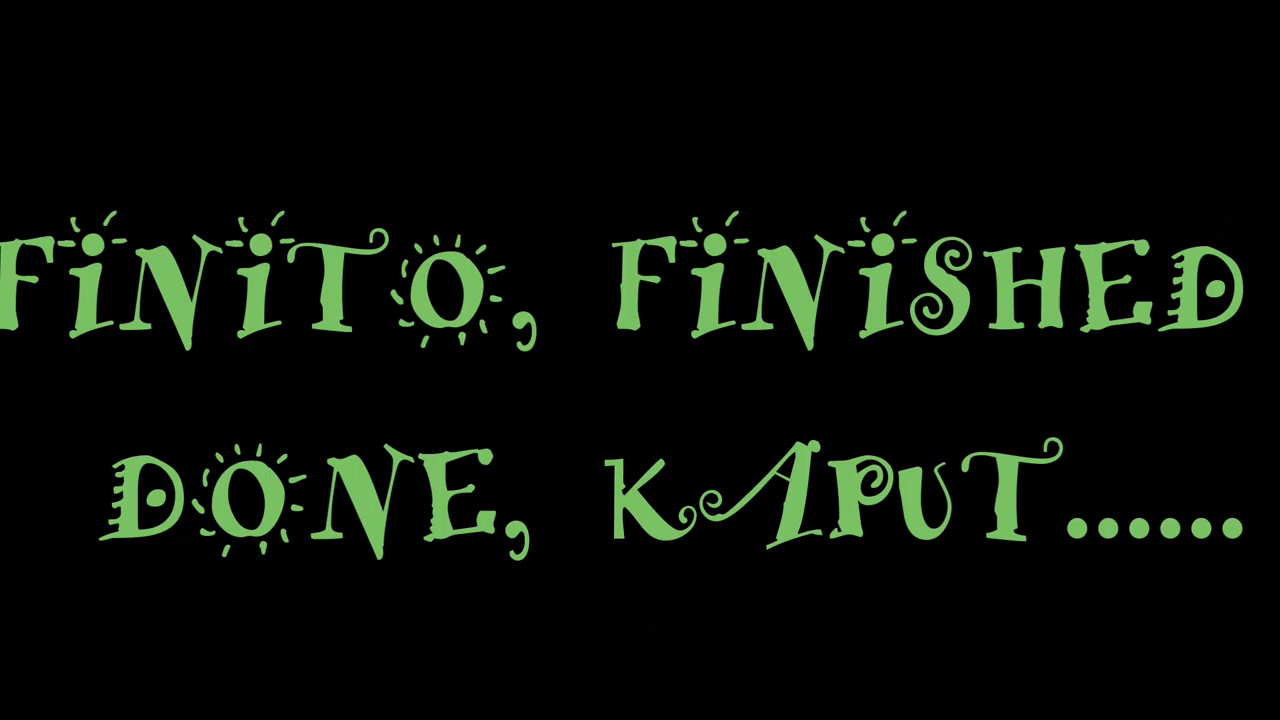 FINITO, FINISHED
DONE, KAPUT......